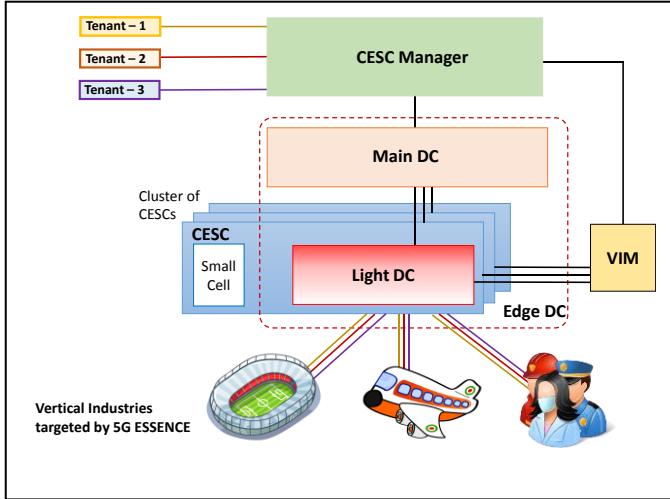 Tenant – 1
Tenant – 2
Tenant – 3
CESC Manager
Main DC
Cluster of
CESCs
CESC
Small
Cell
Light DC
VIM
Edge DC
Vertical Industries
targeted by 5G ESSENCE